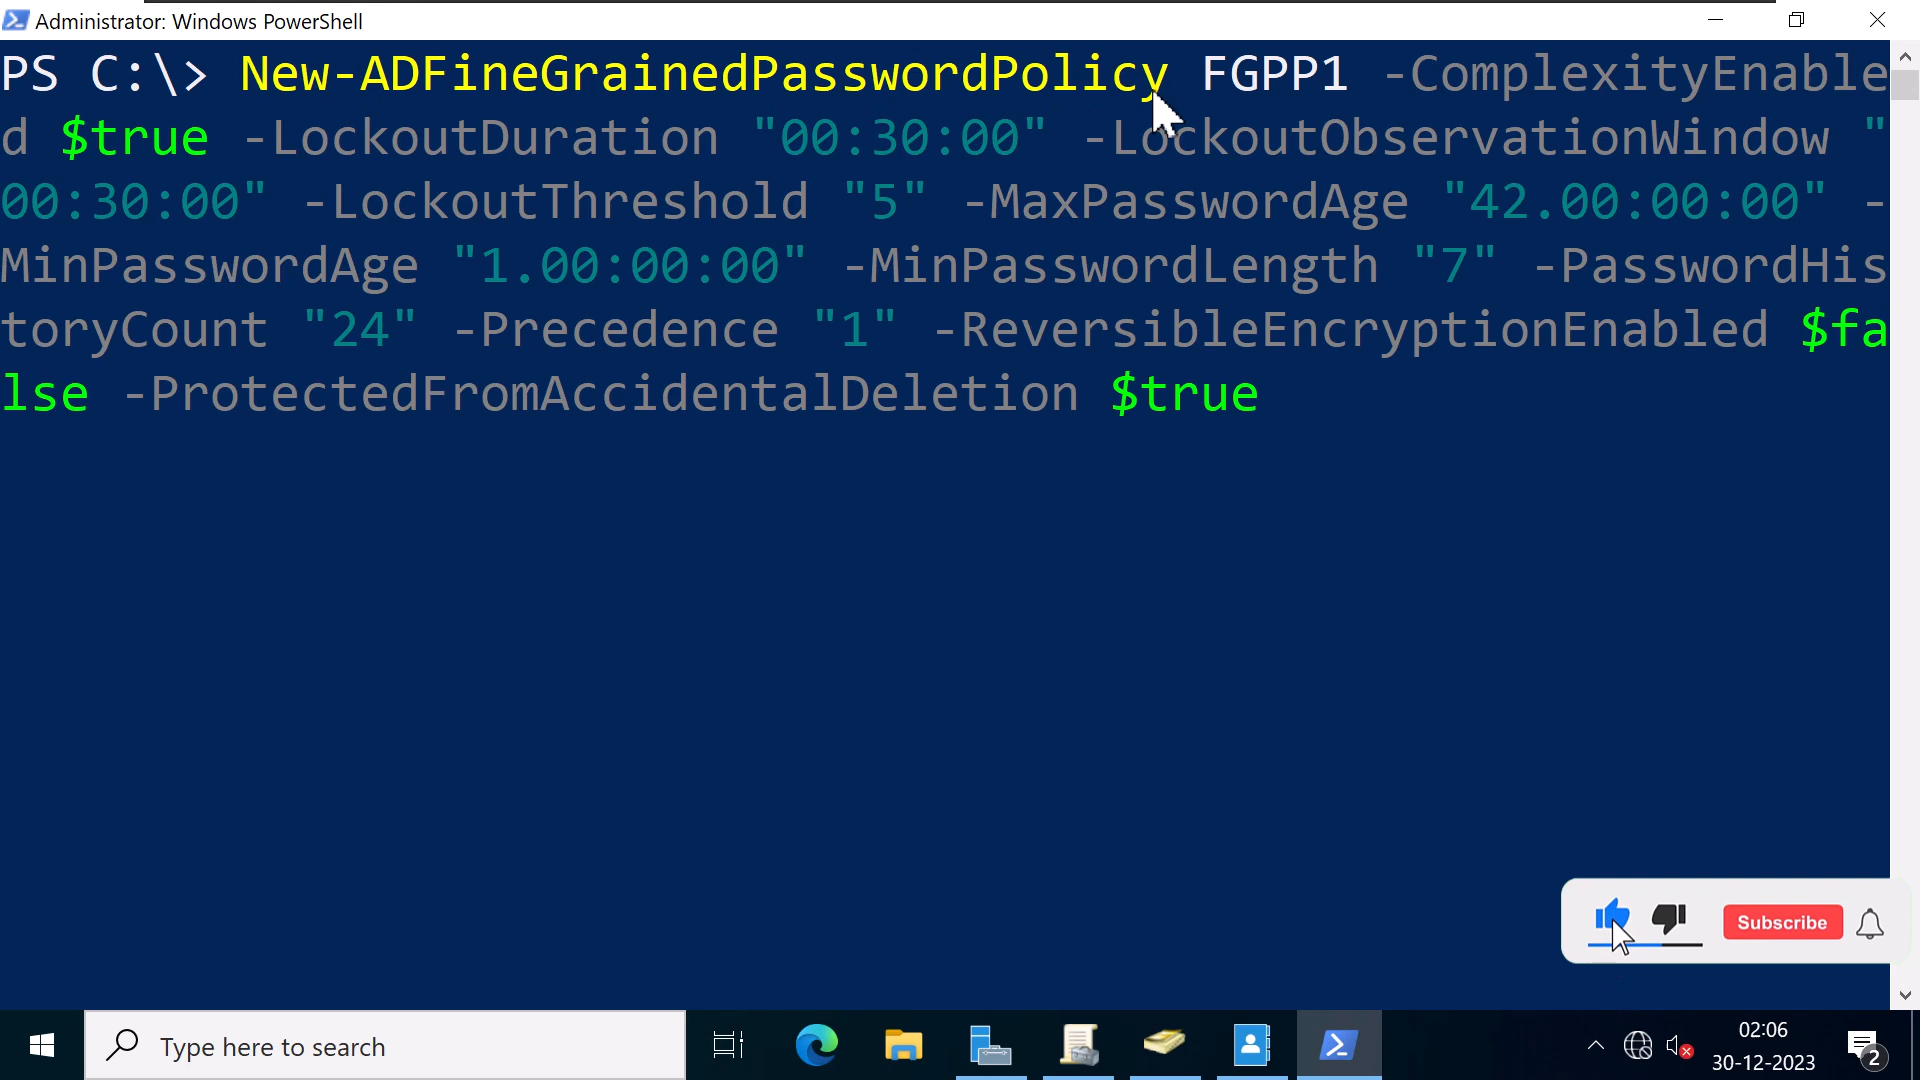 Administrator: Windows PowerShell
PS C:\> New-ADFineGrainedPasswordPolicy FGPP1 -ComplexityEnable
d $true -LockoutDuration "00:30:00" -LockoutObservationWindow "
00:30:00" -LockoutThreshold "5" -MaxPasswordAge "42.00:00:00" -
MinPasswordAge "1.00:00:00" -MinPasswordLength "7" -PasswordHis
toryCount "24" -Precedence "1" -ReversibleEncryptionEnabled $fa
lse -ProtectedFromAccidentalDeletion $true
Subscribe
Type here to search
02:06
30-12-2023
2